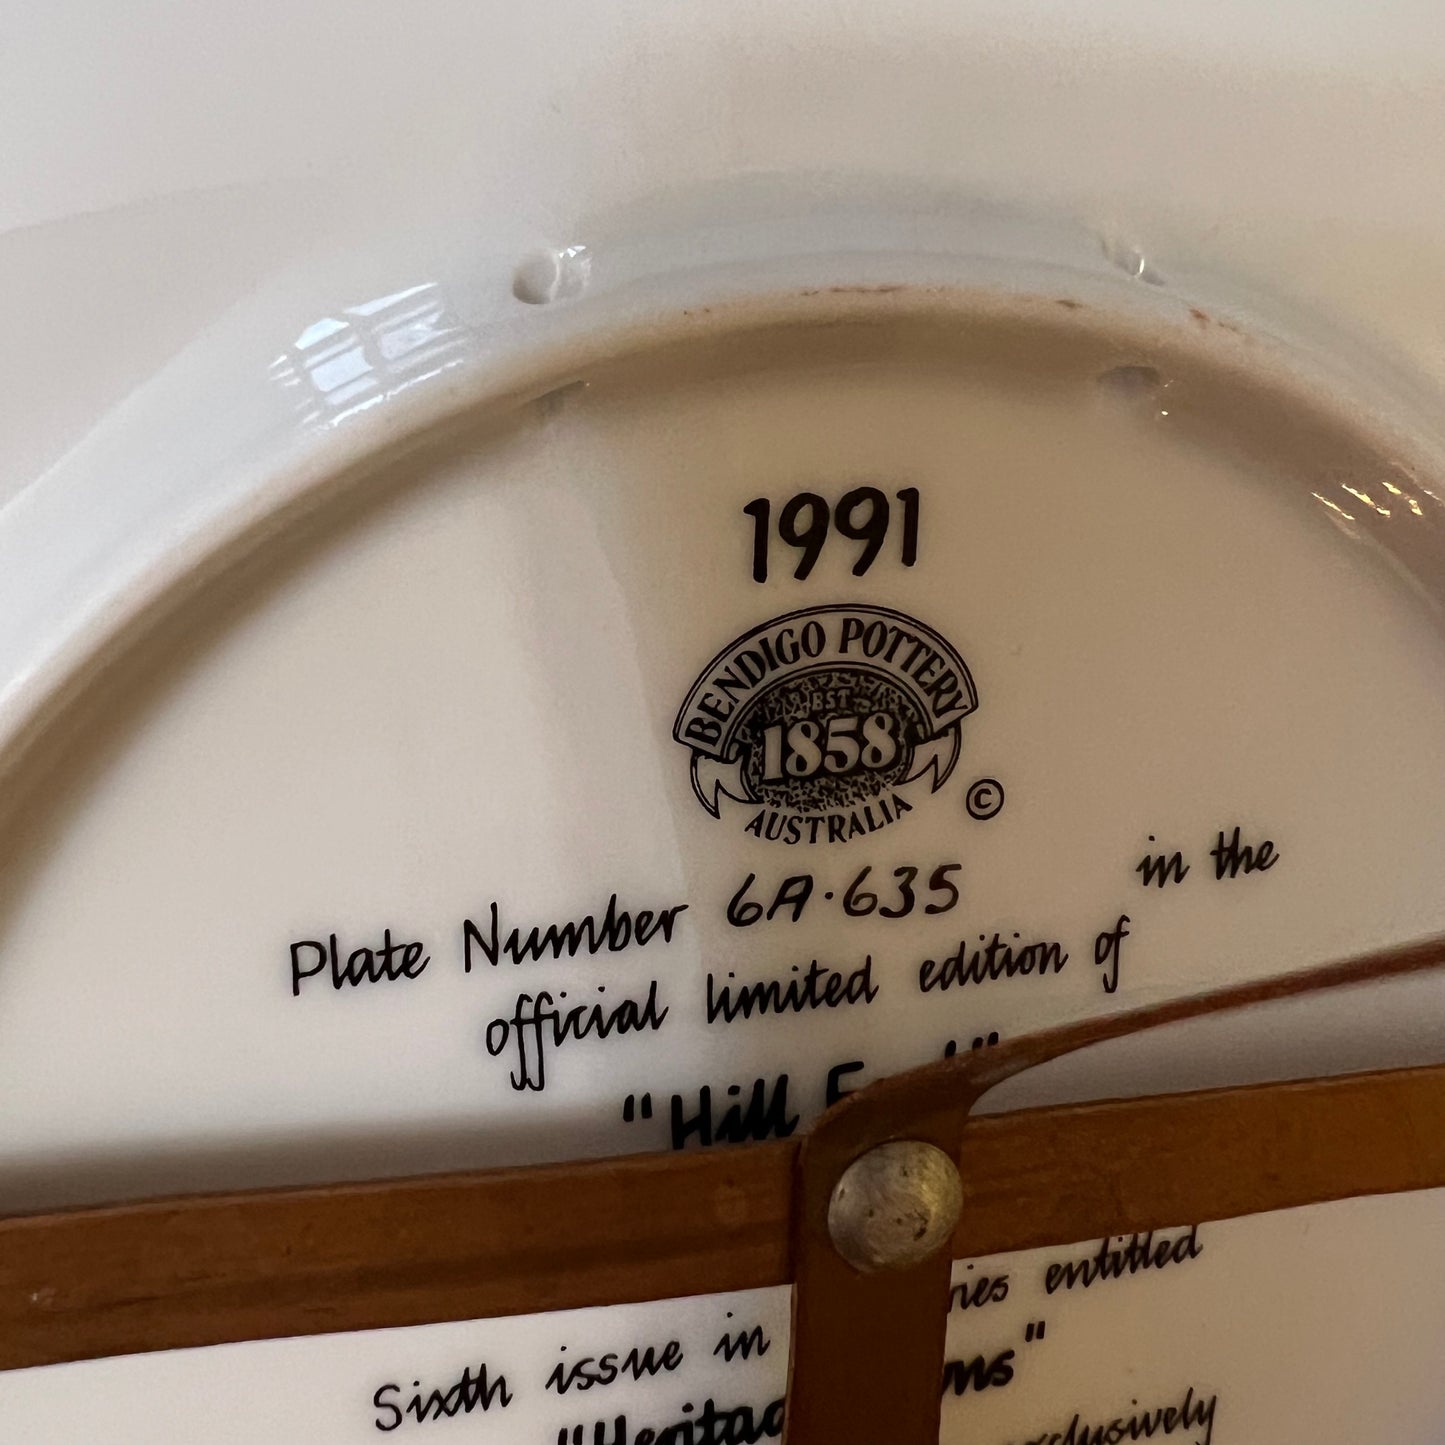 1991
BENDIGO POTTERY
EST
1858
AUSTRALIA
©
Plate Number 6A·635 in the
official limited edition of
"Hill
Sixth issue in entitled